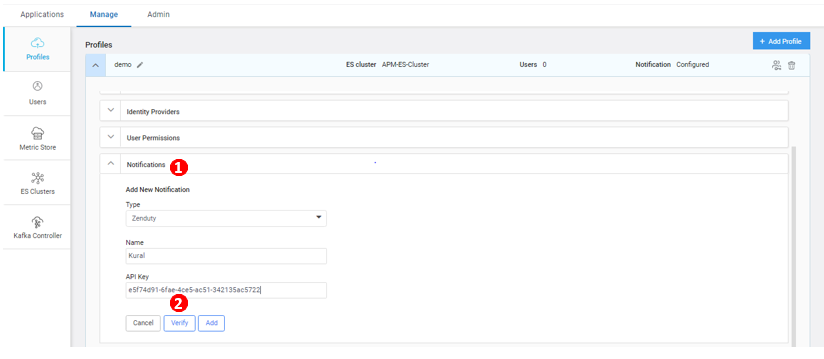 Applications Manage Admin
Profiles
Users
Metric Store
ES Clusters
Kafka Controller
Profiles
+ Add Profile
demo ES cluster APM-ES-Cluster Users 0 Notification Configured
Identity Providers
User Permissions
Notifications 1
Add New Notification
Type
Zenduty
Name
Kural
API Key
e5f74d91-6fae-4ce5-ac51-342135ac5722
2
Cancel Verify Add